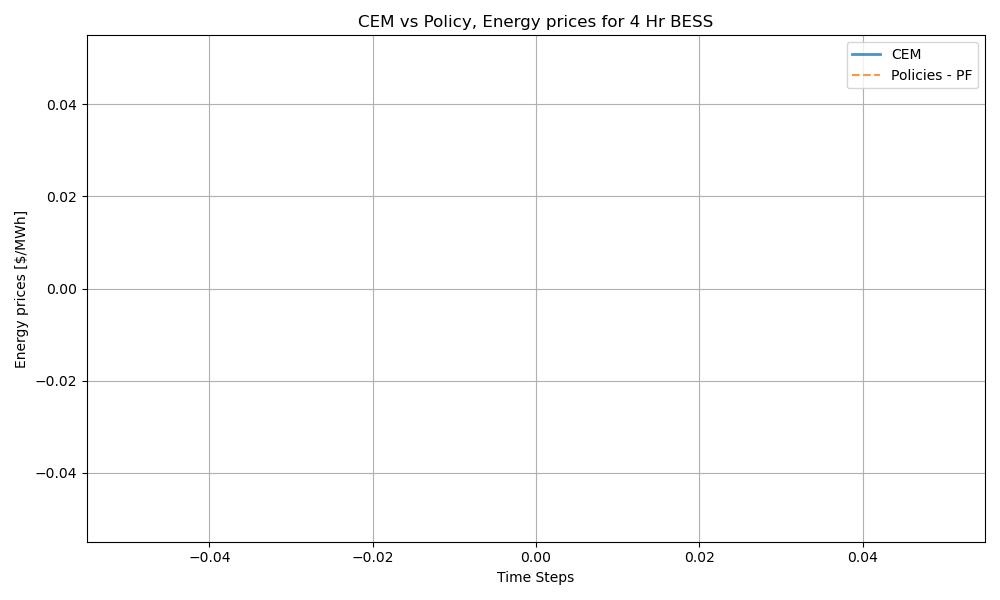 CEM vs Policy, Energy prices for 4 Hr BESS
CEM
Policies - PF
Energy prices [$/MWh]
0.04
0.02
0.00
−0.02
−0.04
−0.04
−0.02
0.00
0.02
0.04
Time Steps